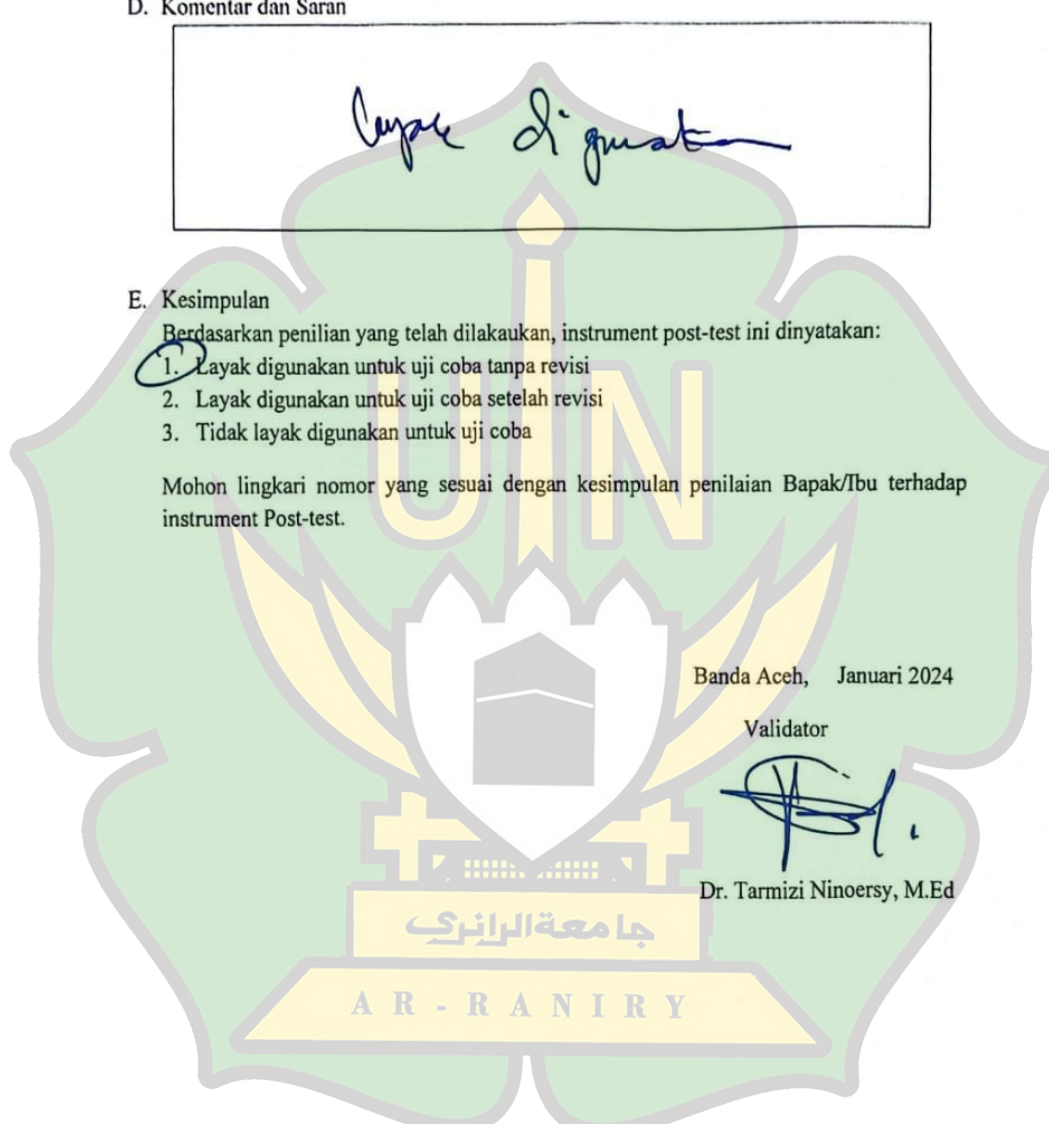 D. Komentar dan Saran
layak digunakan
E. Kesimpulan
Berdasarkan penilian yang telah dilakaukan, instrument post-test ini dinyatakan:
1. Layak digunakan untuk uji coba tanpa revisi
2. Layak digunakan untuk uji coba setelah revisi
3. Tidak layak digunakan untuk uji coba
Mohon lingkari nomor yang sesuai dengan kesimpulan penilaian Bapak/Ibu terhadap
instrument Post-test.
UIN
Banda Aceh, Januari 2024
Validator
Dr. Tarmizi Ninoersy, M.Ed
جامعةالرانري
AR-RANIRY